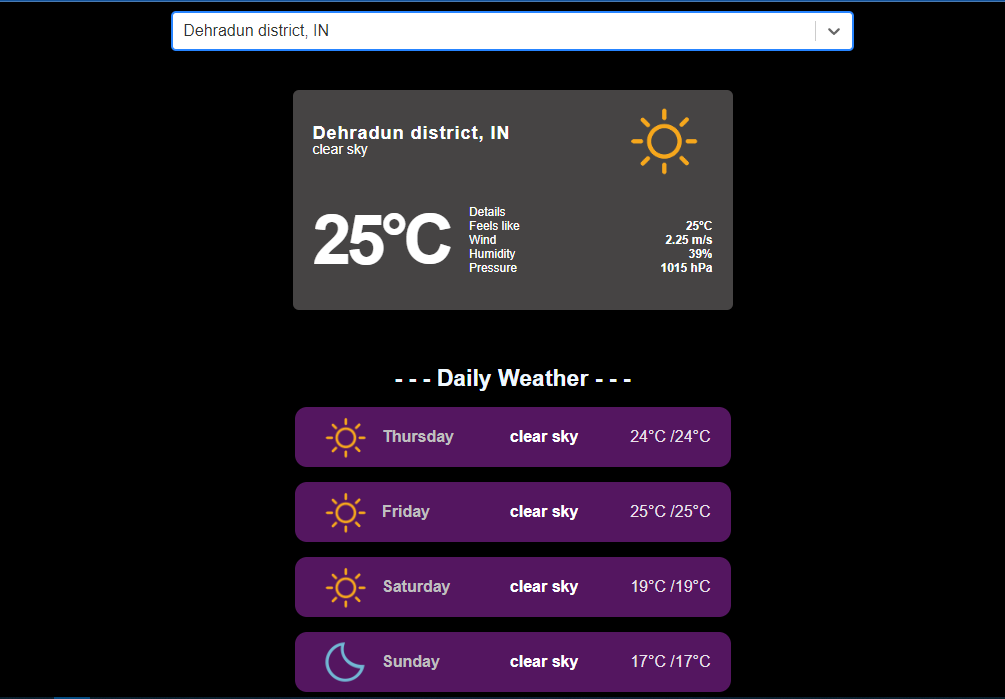 Dehradun district, IN
Dehradun district, IN
clear sky
25°C
Details
Feels like 25°C
Wind 2.25 m/s
Humidity 39%
Pressure 1015 hPa
- - - Daily Weather - - -
Thursday clear sky 24°C /24°C
Friday clear sky 25°C /25°C
Saturday clear sky 19°C /19°C
Sunday clear sky 17°C /17°C